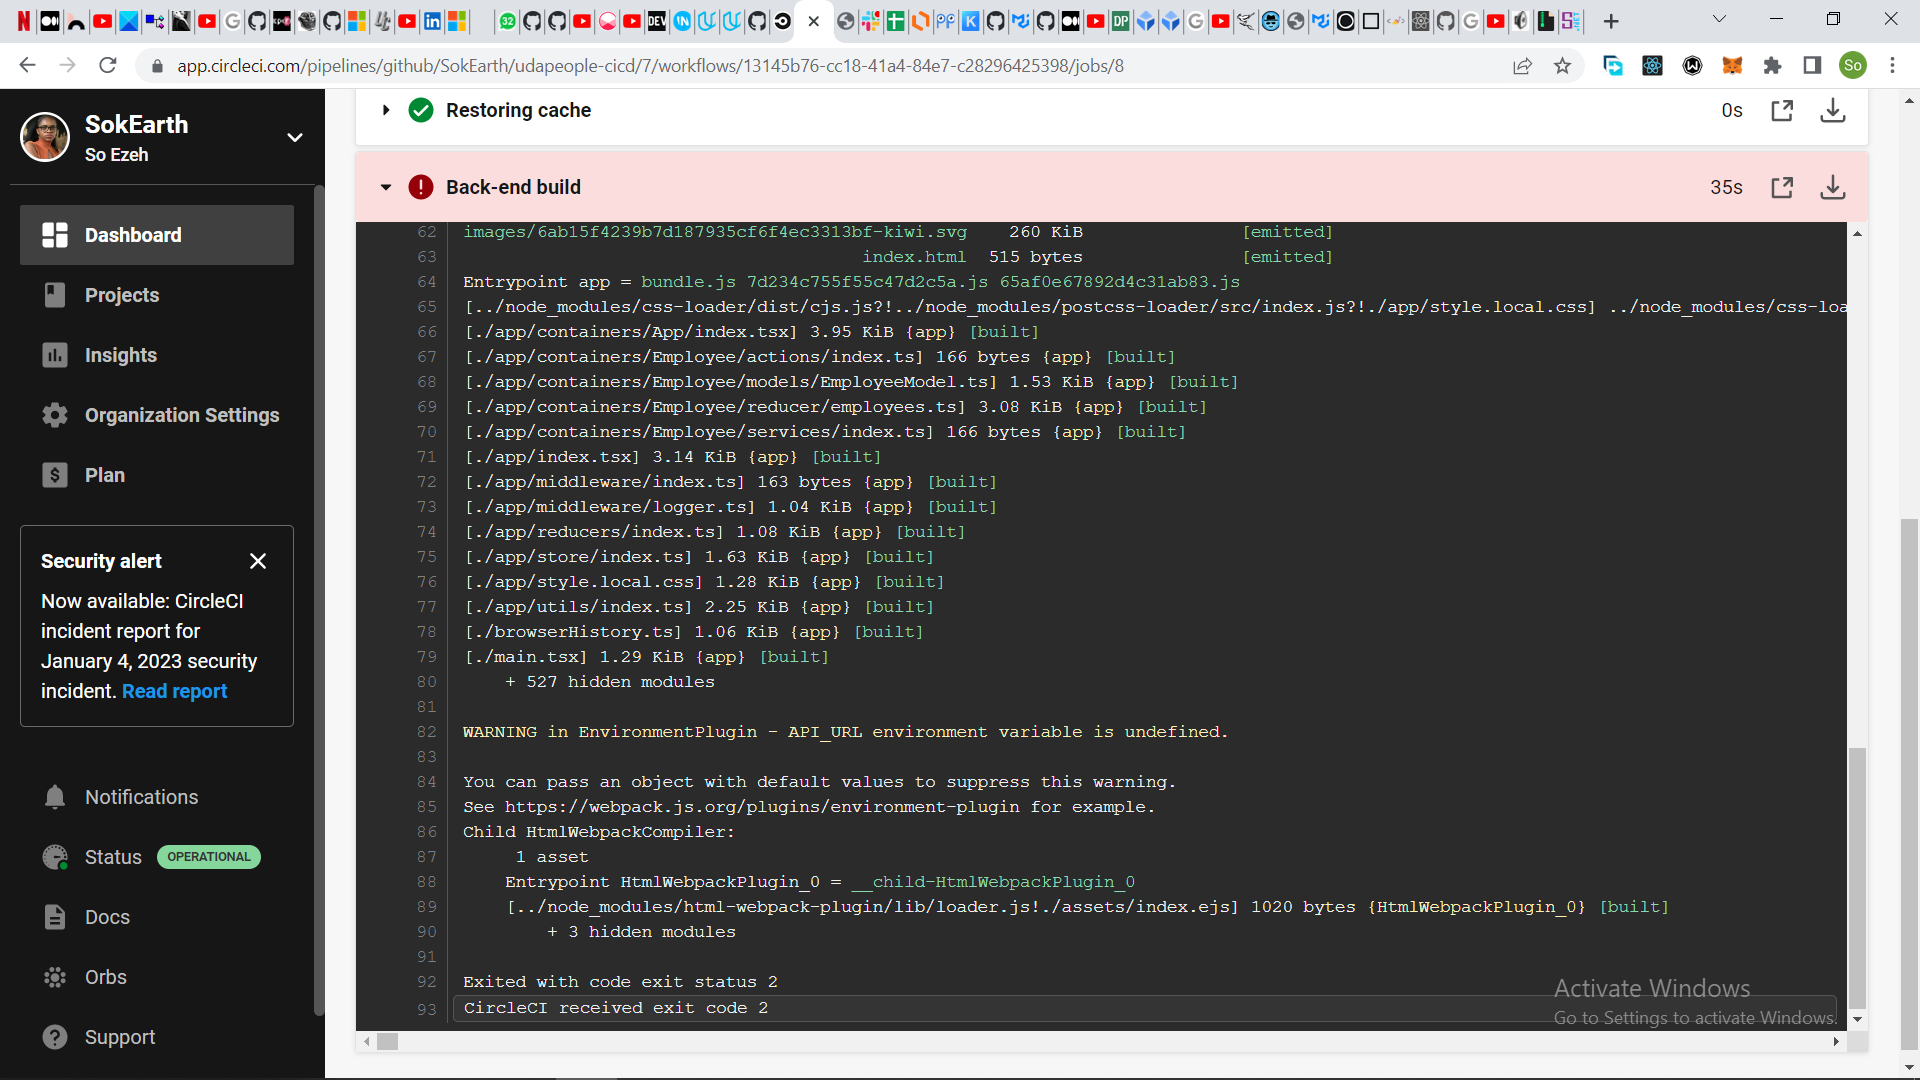 app.circleci.com/pipelines/github/SokEarth/udapeople-cicd/7/workflows/13145b76-cc18-41a4-84e7-c28296425398/jobs/8
So
SokEarth
So Ezeh
Dashboard
Projects
Insights
Organization Settings
Plan
Security alert
Now available: CircleCI
incident report for
January 4, 2023 security
incident. Read report
Notifications
Status OPERATIONAL
Docs
Orbs
Support
Restoring cache 0s
Back-end build 35s
62 images/6ab15f4239b7d187935cf6f4ec3313bf-kiwi.svg 260 KiB [emitted]
63 index.html 515 bytes [emitted]
64 Entrypoint app = bundle.js 7d234c755f55c47d2c5a.js 65af0e67892d4c31ab83.js
65 [../node_modules/css-loader/dist/cjs.js?!../node_modules/postcss-loader/src/index.js?!./app/style.local.css] ../node_modules/css-loa
66 [./app/containers/App/index.tsx] 3.95 KiB {app} [built]
67 [./app/containers/Employee/actions/index.ts] 166 bytes {app} [built]
68 [./app/containers/Employee/models/EmployeeModel.ts] 1.53 KiB {app} [built]
69 [./app/containers/Employee/reducer/employees.ts] 3.08 KiB {app} [built]
70 [./app/containers/Employee/services/index.ts] 166 bytes {app} [built]
71 [./app/index.tsx] 3.14 KiB {app} [built]
72 [./app/middleware/index.ts] 163 bytes {app} [built]
73 [./app/middleware/logger.ts] 1.04 KiB {app} [built]
74 [./app/reducers/index.ts] 1.08 KiB {app} [built]
75 [./app/store/index.ts] 1.63 KiB {app} [built]
76 [./app/style.local.css] 1.28 KiB {app} [built]
77 [./app/utils/index.ts] 2.25 KiB {app} [built]
78 [./browserHistory.ts] 1.06 KiB {app} [built]
79 [./main.tsx] 1.29 KiB {app} [built]
80 + 527 hidden modules
81
82 WARNING in EnvironmentPlugin - API_URL environment variable is undefined.
83
84 You can pass an object with default values to suppress this warning.
85 See https://webpack.js.org/plugins/environment-plugin for example.
86 Child HtmlWebpackCompiler:
87 1 asset
88 Entrypoint HtmlWebpackPlugin_0 = __child-HtmlWebpackPlugin_0
89 [../node_modules/html-webpack-plugin/lib/loader.js!./assets/index.ejs] 1020 bytes {HtmlWebpackPlugin_0} [built]
90 + 3 hidden modules
91
92 Exited with code exit status 2
93 CircleCI received exit code 2
Activate Windows
Go to Settings to activate Windows.